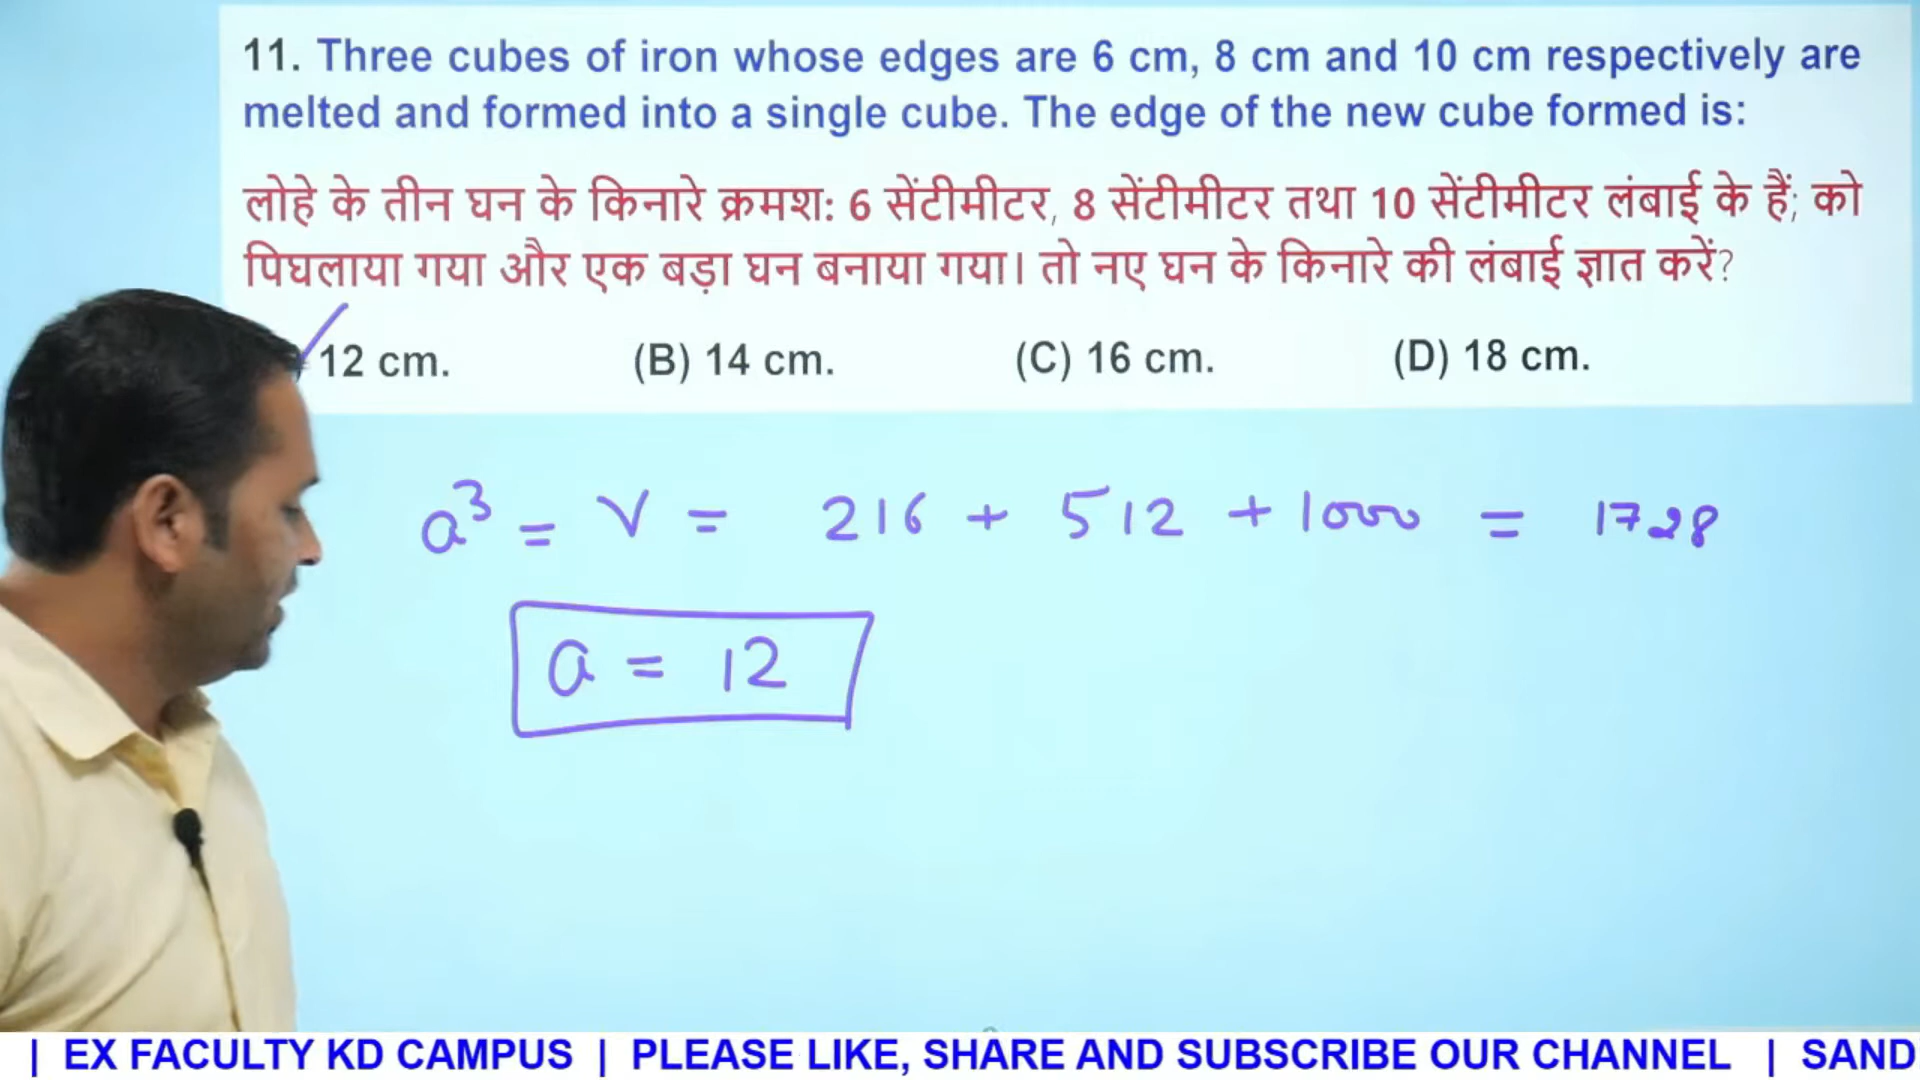 11. Three cubes of iron whose edges are 6 cm, 8 cm and 10 cm respectively are
melted and formed into a single cube. The edge of the new cube formed is:
लोहे के तीन घन के किनारे क्रमश: 6 सेंटीमीटर, 8 सेंटीमीटर तथा 10 सेंटीमीटर लंबाई के हैं; को
पिघलाया गया और एक बड़ा घन बनाया गया। तो नए घन के किनारे की लंबाई ज्ञात करें?
12 cm. (B) 14 cm. (C) 16 cm. (D) 18 cm.
a³ = V = 216 + 512 + 1000 = 1728
a = 12
| EX FACULTY KD CAMPUS | PLEASE LIKE, SHARE AND SUBSCRIBE OUR CHANNEL | SAND